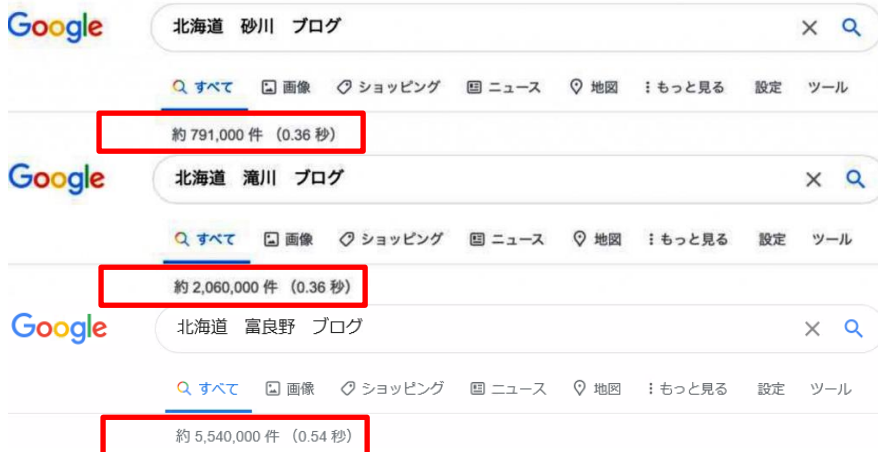 Google 北海道　砂川　ブログ
すべて 画像 ショッピング ニュース 地図 もっと見る 設定 ツール
約 791,000 件 （0.36 秒）
Google 北海道　滝川　ブログ
すべて 画像 ショッピング ニュース 地図 もっと見る 設定 ツール
約 2,060,000 件 （0.36 秒）
Google 北海道　富良野　ブログ
すべて 画像 ショッピング ニュース 地図 もっと見る 設定 ツール
約 5,540,000 件 （0.54 秒）